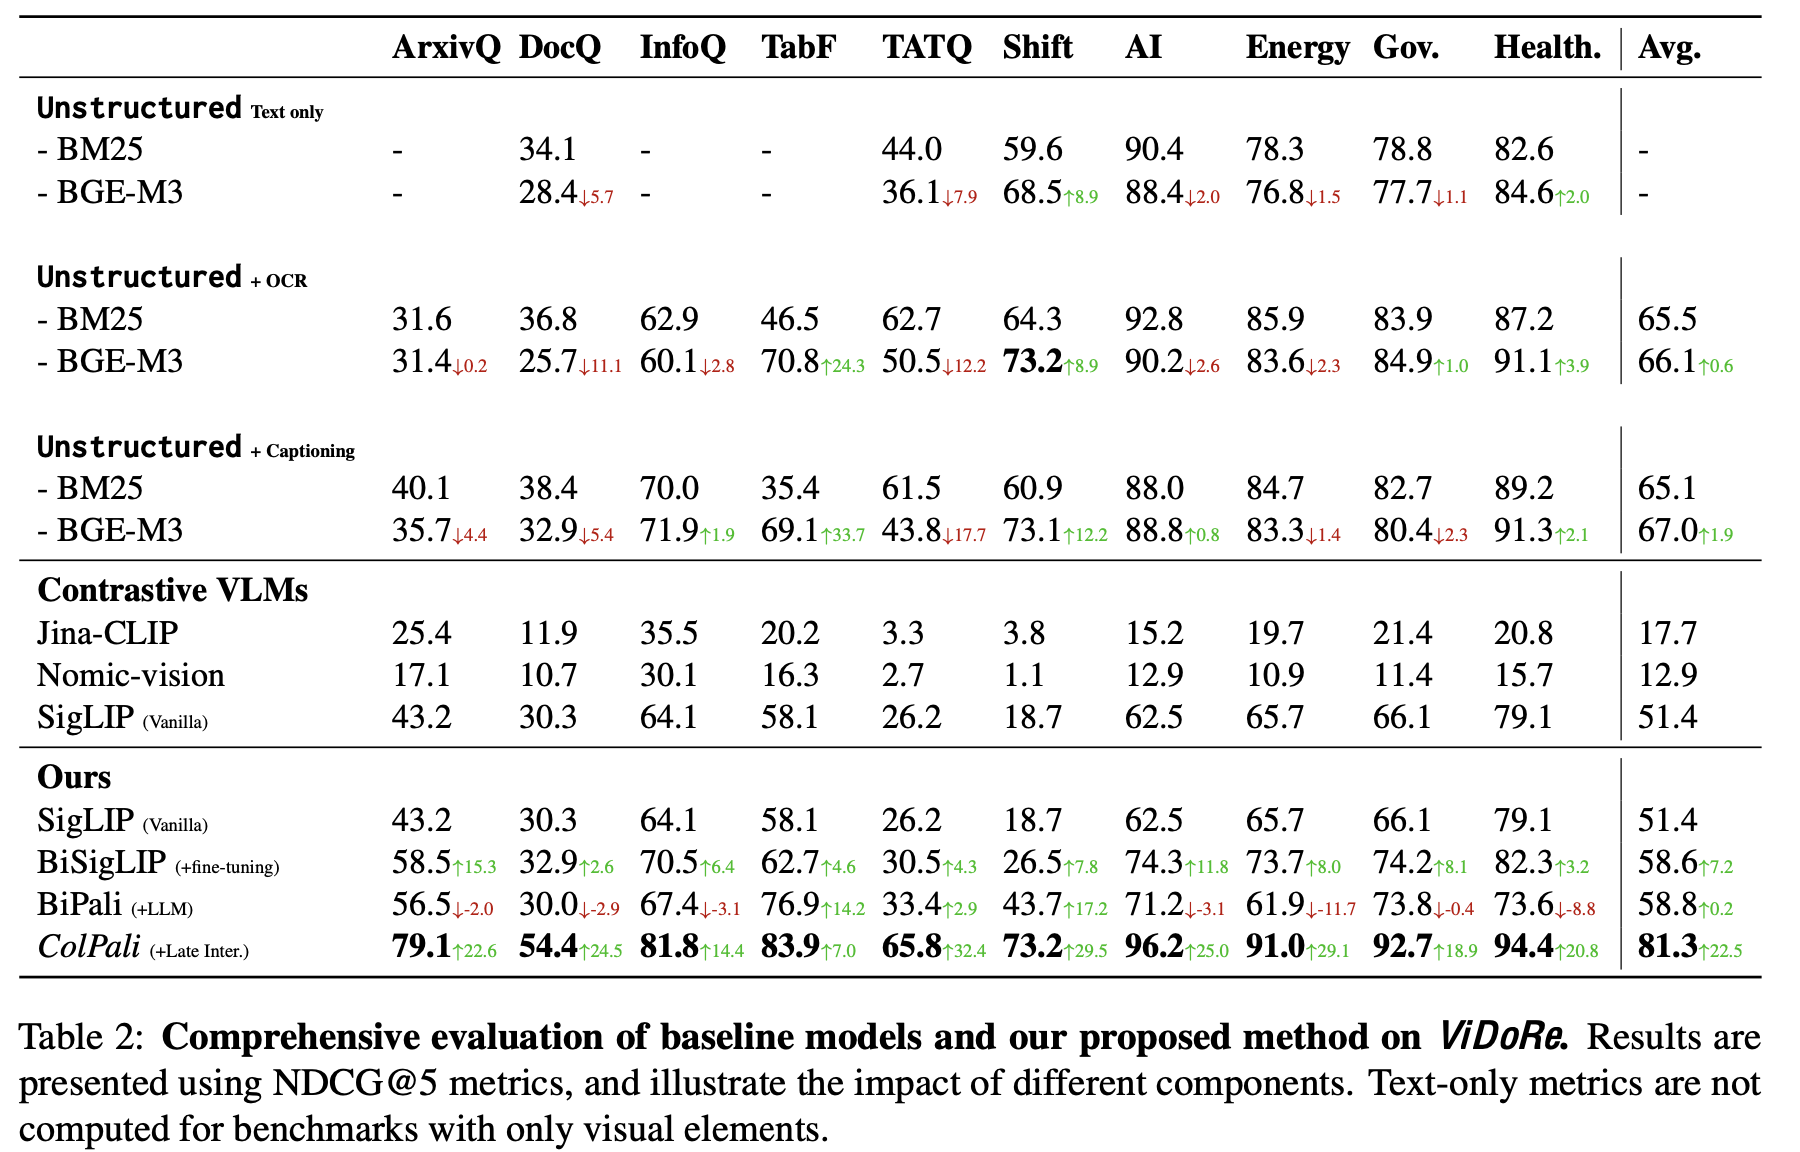 ArxivQ DocQ InfoQ TabF TATQ Shift AI Energy Gov. Health. Avg.
Unstructured Text only
- BM25 - 34.1 - - 44.0 59.6 90.4 78.3 78.8 82.6 -
- BGE-M3 - 28.4↓5.7 - - 36.1↓7.9 68.5↑8.9 88.4↓2.0 76.8↓1.5 77.7↓1.1 84.6↑2.0 -
Unstructured + OCR
- BM25 31.6 36.8 62.9 46.5 62.7 64.3 92.8 85.9 83.9 87.2 65.5
- BGE-M3 31.4↓0.2 25.7↓11.1 60.1↓2.8 70.8↑24.3 50.5↓12.2 73.2↑8.9 90.2↓2.6 83.6↓2.3 84.9↑1.0 91.1↑3.9 66.1↑0.6
Unstructured + Captioning
- BM25 40.1 38.4 70.0 35.4 61.5 60.9 88.0 84.7 82.7 89.2 65.1
- BGE-M3 35.7↓4.4 32.9↓5.4 71.9↑1.9 69.1↑33.7 43.8↓17.7 73.1↑12.2 88.8↑0.8 83.3↓1.4 80.4↓2.3 91.3↑2.1 67.0↑1.9
Contrastive VLMs
Jina-CLIP 25.4 11.9 35.5 20.2 3.3 3.8 15.2 19.7 21.4 20.8 17.7
Nomic-vision 17.1 10.7 30.1 16.3 2.7 1.1 12.9 10.9 11.4 15.7 12.9
SigLIP (Vanilla) 43.2 30.3 64.1 58.1 26.2 18.7 62.5 65.7 66.1 79.1 51.4
Ours
SigLIP (Vanilla) 43.2 30.3 64.1 58.1 26.2 18.7 62.5 65.7 66.1 79.1 51.4
BiSigLIP (+fine-tuning) 58.5↑15.3 32.9↑2.6 70.5↑6.4 62.7↑4.6 30.5↑4.3 26.5↑7.8 74.3↑11.8 73.7↑8.0 74.2↑8.1 82.3↑3.2 58.6↑7.2
BiPali (+LLM) 56.5↓-2.0 30.0↓-2.9 67.4↓-3.1 76.9↑14.2 33.4↑2.9 43.7↑17.2 71.2↓-3.1 61.9↓-11.7 73.8↓-0.4 73.6↓-8.8 58.8↑0.2
ColPali (+Late Inter.) 79.1↑22.6 54.4↑24.5 81.8↑14.4 83.9↑7.0 65.8↑32.4 73.2↑29.5 96.2↑25.0 91.0↑29.1 92.7↑18.9 94.4↑20.8 81.3↑22.5
Table 2: Comprehensive evaluation of baseline models and our proposed method on ViDoRe. Results are
presented using NDCG@5 metrics, and illustrate the impact of different components. Text-only metrics are not
computed for benchmarks with only visual elements.